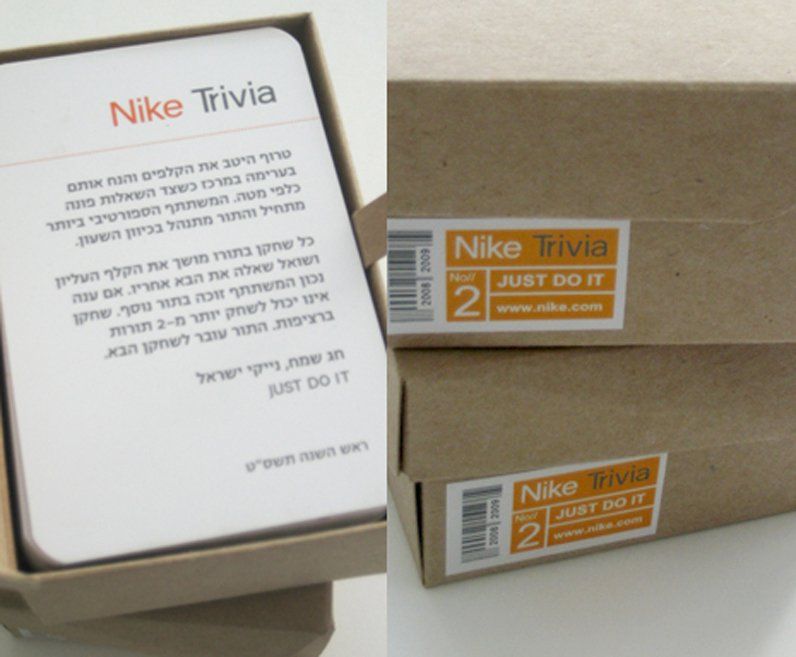 Nike Trivia
טרוף היטב את הקלפים והנח אותם
בערימה במרכז כשצד השאלות פונה
כלפי מטה. המשתתף הספורטיבי ביותר
מתחיל והתור מתנהל בכיוון השעון.
כל שחקן בתורו מושך את הקלף העליון
ושואל שאלה את הבא אחריו. אם ענה
נכון המשתתף זוכה בתור נוסף. שחקן
אינו יכול לשחק יותר מ-2 תורות
ברציפות. התור עובר לשחקן הבא.
חג שמח, נייקי ישראל
JUST DO IT
ראש השנה תשס"ט
Nike Trivia
No//
2
JUST DO IT
www.nike.com
2008 2009
Nike Trivia
No//
2
JUST DO IT
www.nike.com
2008 2009